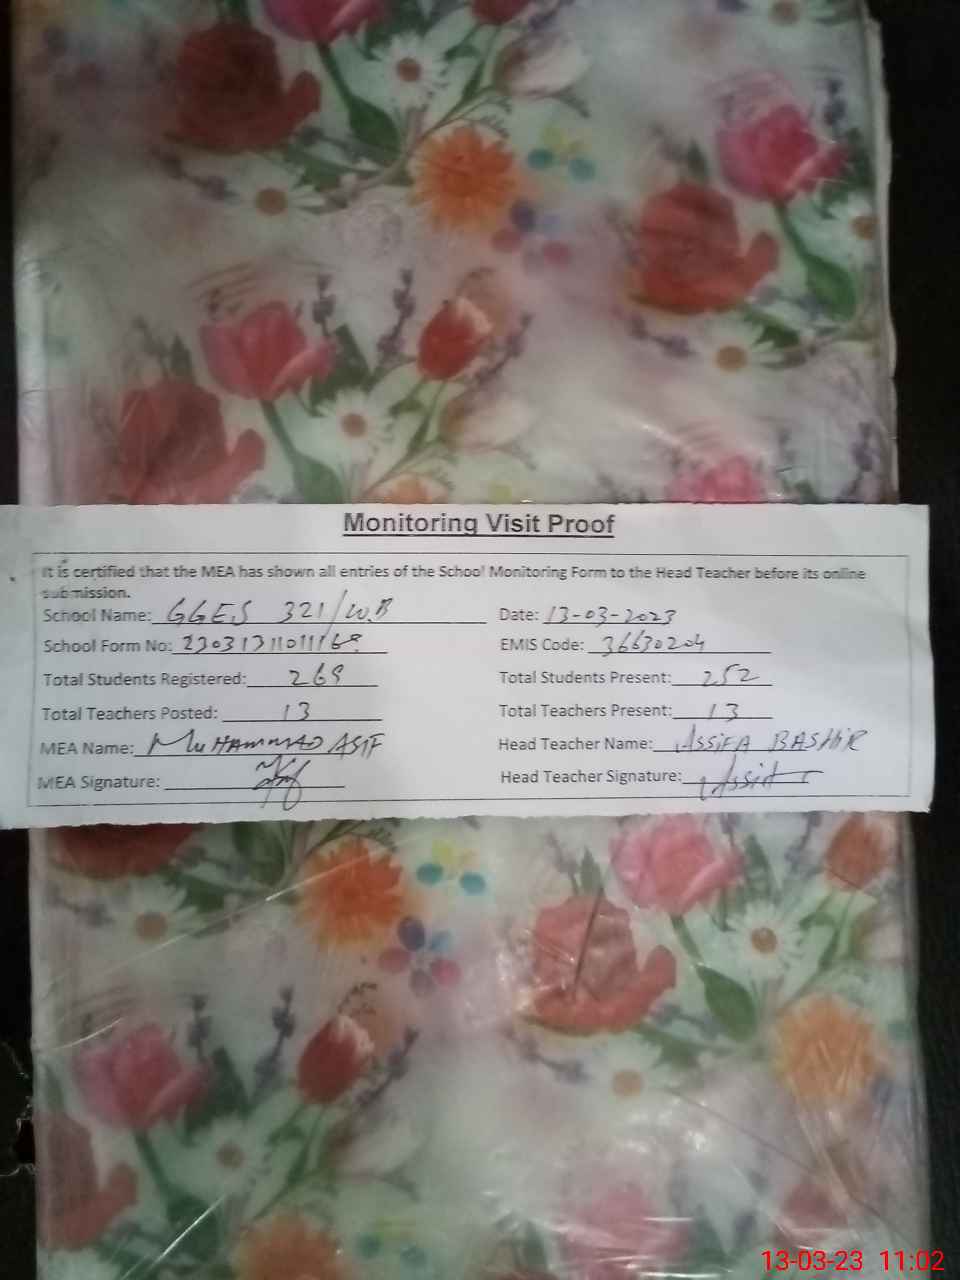 Monitoring Visit Proof
It is certified that the MEA has shown all entries of the School Monitoring Form to the Head Teacher before its online
submission.
School Name: GGES 321/W.B Date: 13-03-2023
School Form No: EMIS Code: 36630204
Total Students Registered: 269 Total Students Present: 252
Total Teachers Posted: 13 Total Teachers Present: 13
MEA Name: MUHAMMAD ASIF Head Teacher Name: ASSIFA BASHIR
MEA Signature: Head Teacher Signature:
13-03-23 11:02